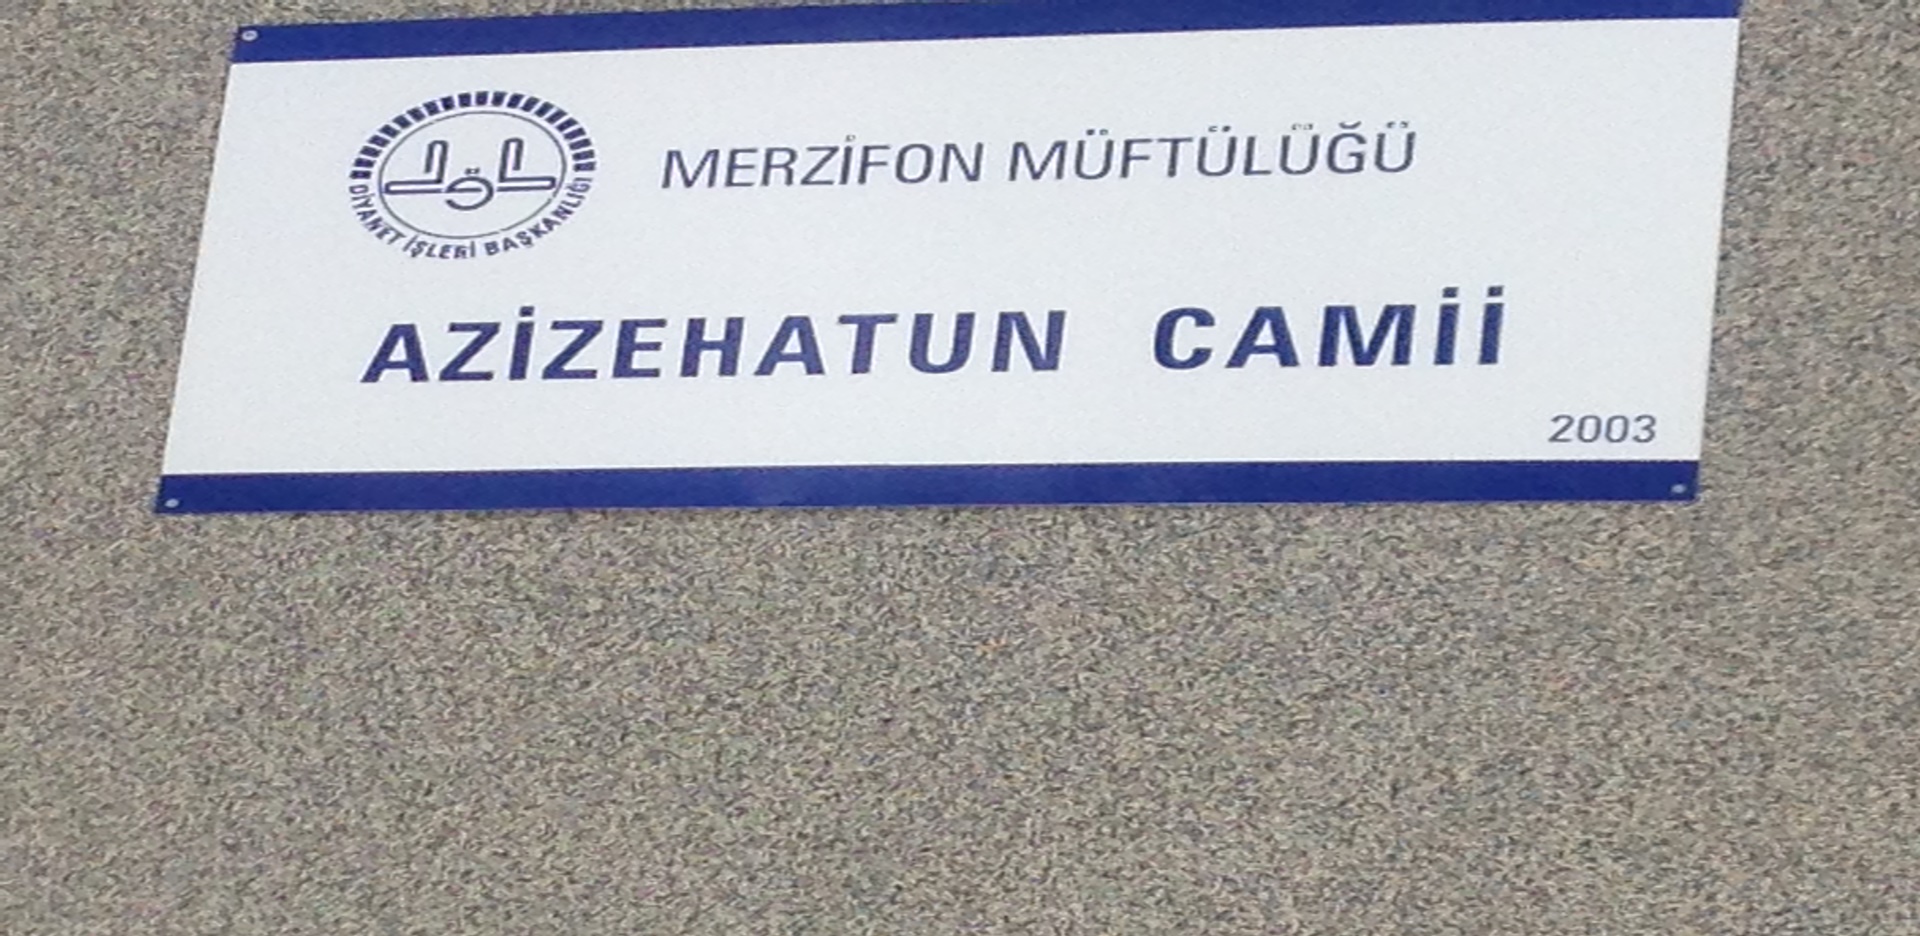 DİYANET İŞLERİ BAŞKANLIĞI
MERZİFON MÜFTÜLÜĞÜ
AZİZEHATUN CAMİİ
2003